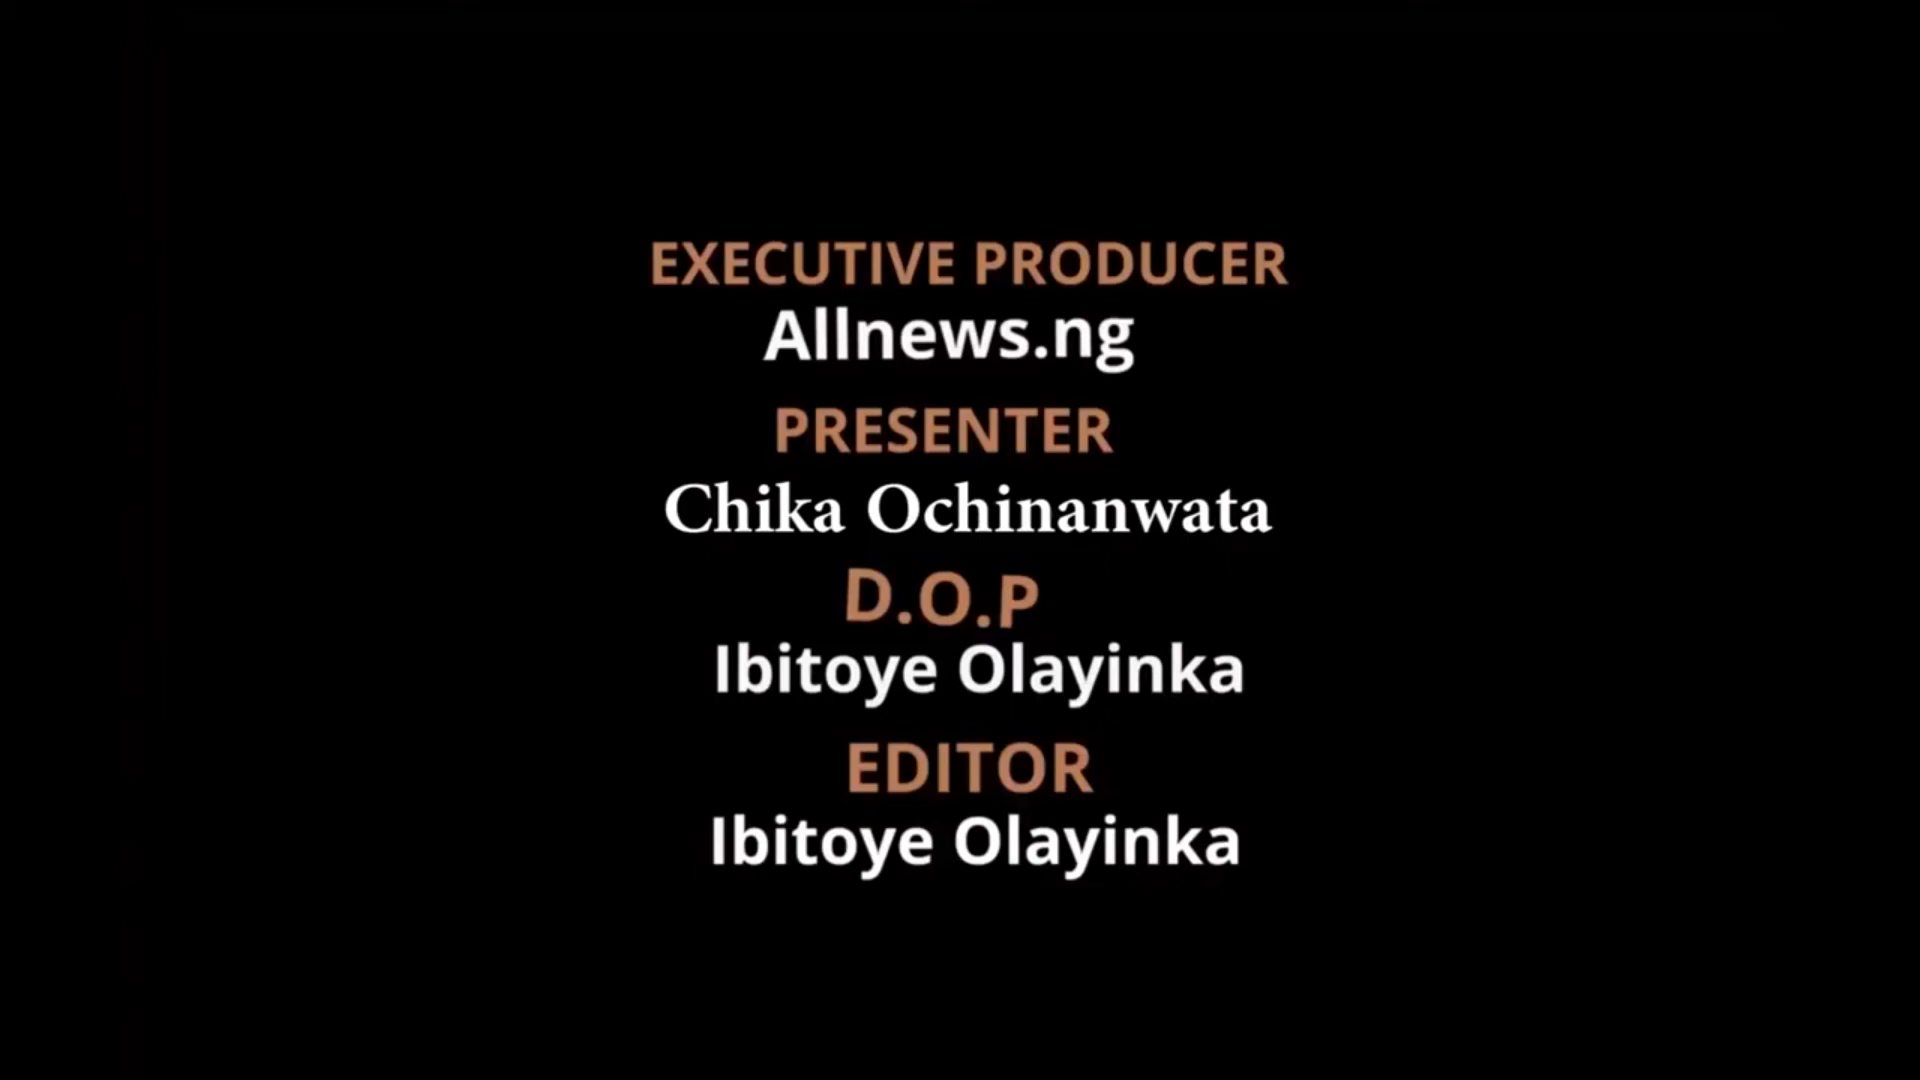 EXECUTIVE PRODUCER
Allnews.ng
PRESENTER
Chika Ochinanwata
D.O.P
Ibitoye Olayinka
EDITOR
Ibitoye Olayinka